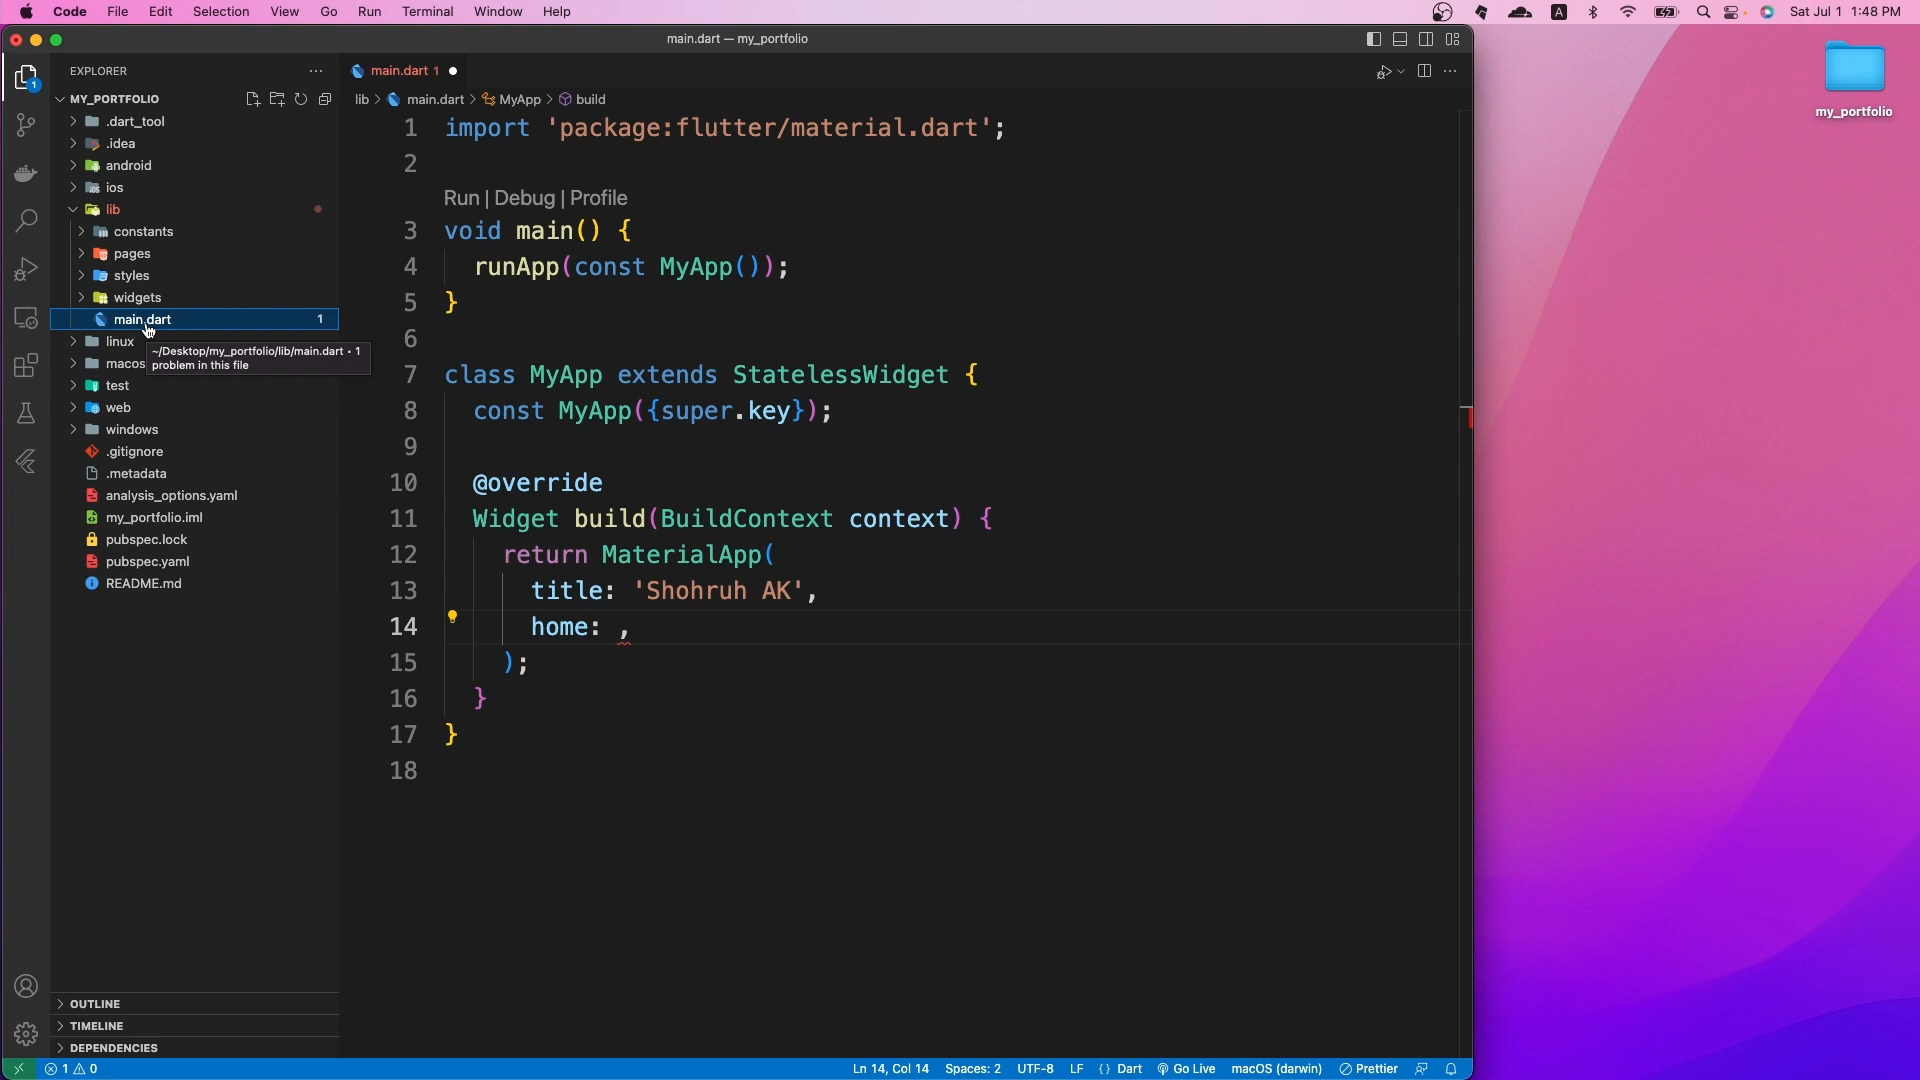 Code File Edit Selection View Go Run Terminal Window Help
A
Sat Jul 1 1:48 PM
main.dart — my_portfolio
my_portfolio
EXPLORER
1
MY_PORTFOLIO
.dart_tool
.idea
android
ios
lib
constants
pages
styles
widgets
main.dart 1
~/Desktop/my_portfolio/lib/main.dart • 1
problem in this file
linux
macos
test
web
windows
.gitignore
.metadata
analysis_options.yaml
my_portfolio.iml
pubspec.lock
pubspec.yaml
README.md
OUTLINE
TIMELINE
DEPENDENCIES
main.dart 1
lib > main.dart > MyApp > build
1 import 'package:flutter/material.dart';
2
Run | Debug | Profile
3 void main() {
4 runApp(const MyApp());
5 }
6
7 class MyApp extends StatelessWidget {
8 const MyApp({super.key});
9
10 @override
11 Widget build(BuildContext context) {
12 return MaterialApp(
13 title: 'Shohruh AK',
14 home: ,
15 );
16 }
17 }
18
1 0
Ln 14, Col 14 Spaces: 2 UTF-8 LF {} Dart Go Live macOS (darwin) Prettier